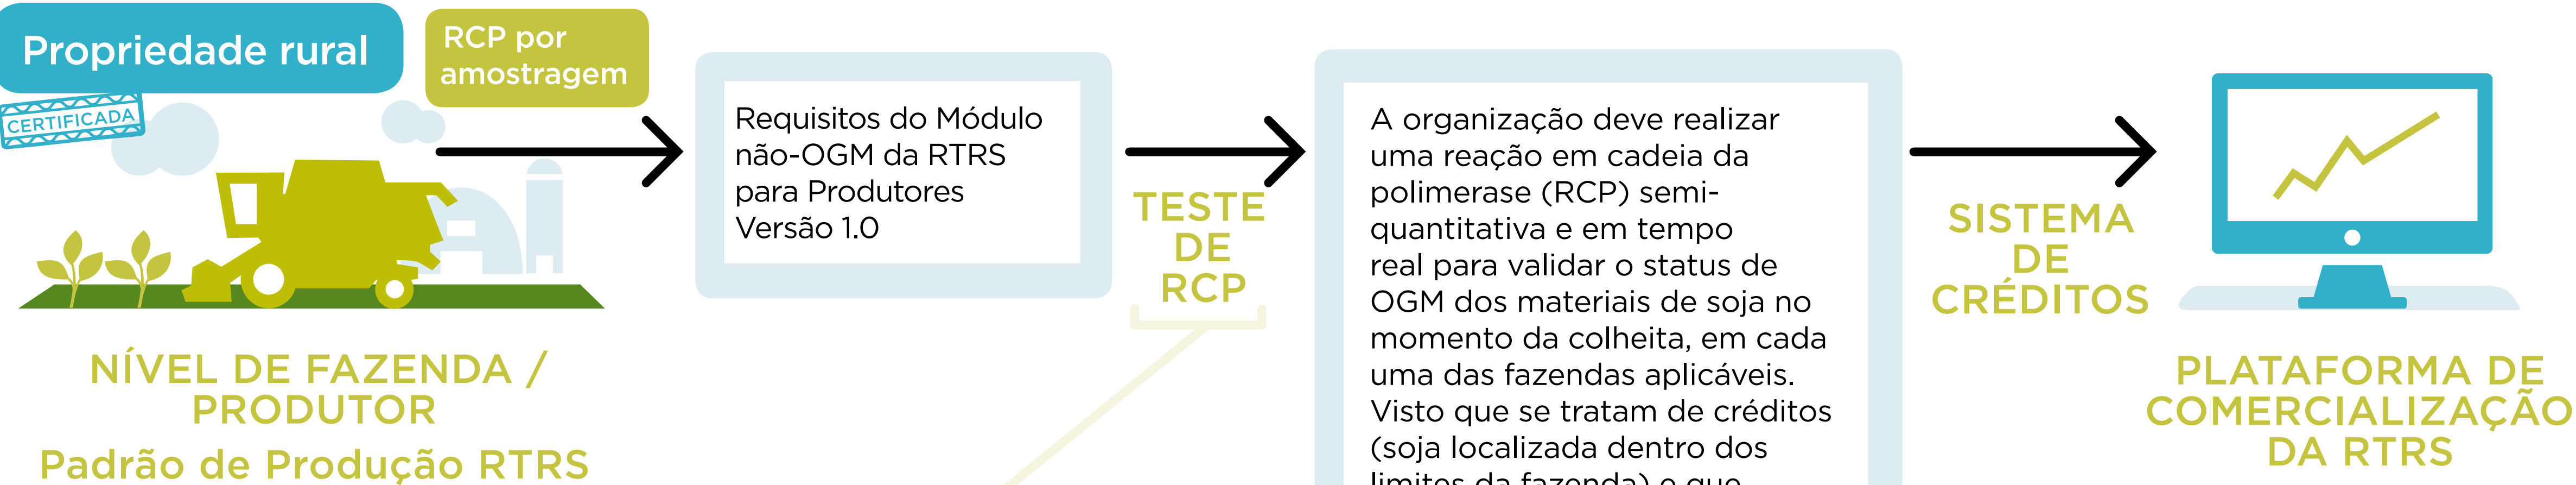 Propriedade rural
CERTIFICADA
RCP por
amostragem
NÍVEL DE FAZENDA /
PRODUTOR
Padrão de Produção RTRS
Requisitos do Módulo
não-OGM da RTRS
para Produtores
Versão 1.0
TESTE
DE
RCP
A organização deve realizar
uma reação em cadeia da
polimerase (RCP) semi-
quantitativa e em tempo
real para validar o status de
OGM dos materiais de soja no
momento da colheita, em cada
uma das fazendas aplicáveis.
Visto que se tratam de créditos
(soja localizada dentro dos
limites da fazenda) e que
SISTEMA
DE
CRÉDITOS
PLATAFORMA DE
COMERCIALIZAÇÃO
DA RTRS